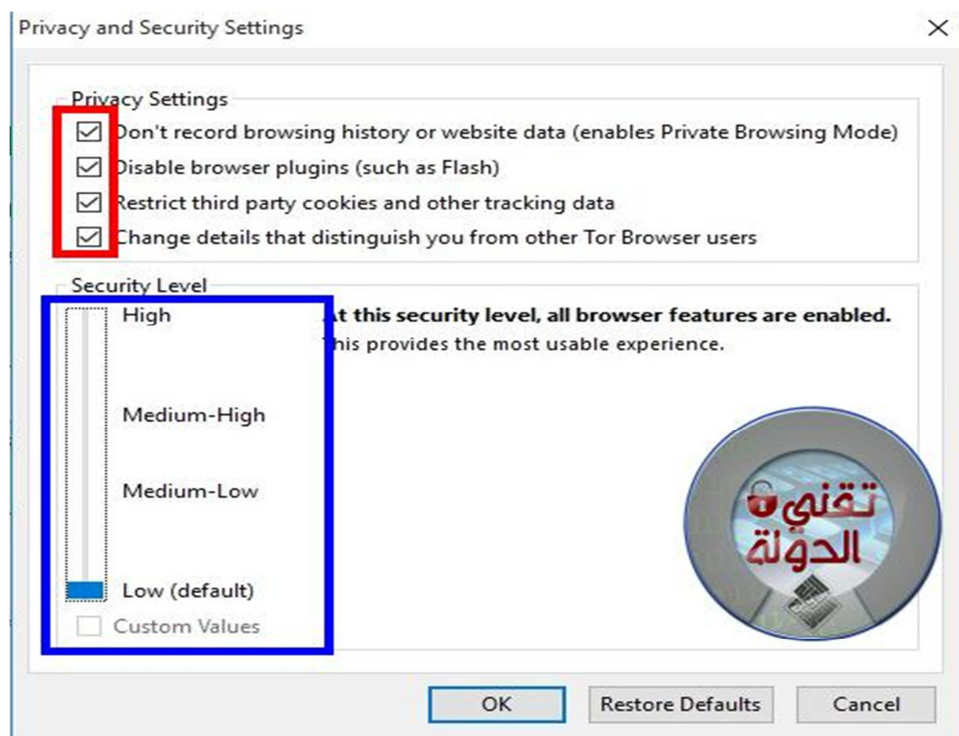 Privacy and Security Settings
Privacy Settings
Don't record browsing history or website data (enables Private Browsing Mode)
Disable browser plugins (such as Flash)
Restrict third party cookies and other tracking data
Change details that distinguish you from other Tor Browser users
Security Level
High
At this security level, all browser features are enabled.
This provides the most usable experience.
Medium-High
Medium-Low
Low (default)
Custom Values
تقني
الدولة
OK
Restore Defaults
Cancel